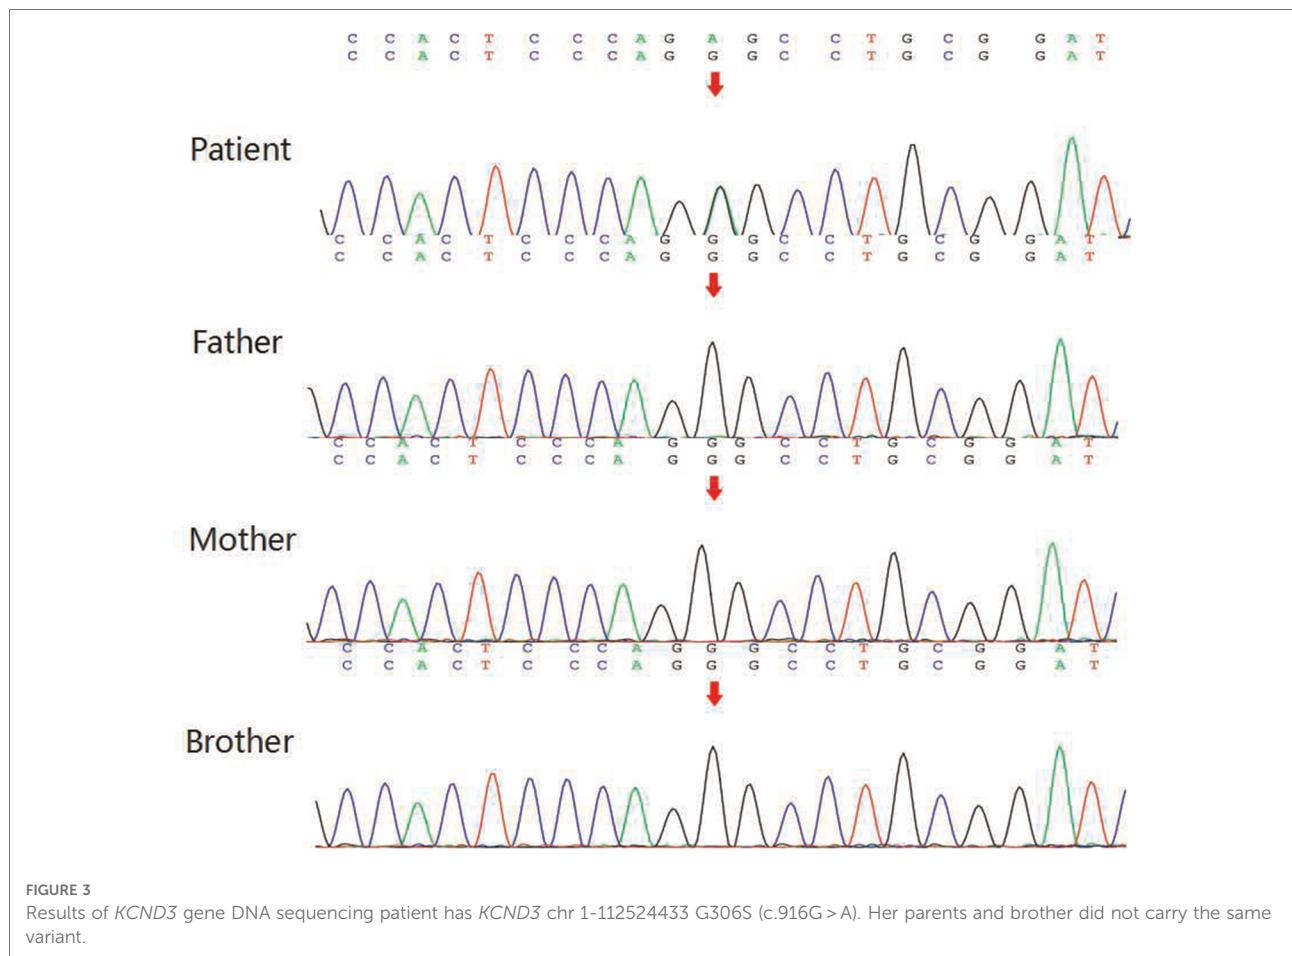 C C A C T C C C A G A G C C T G C G G A T
C C A C T C C C A G G G C C T G C G G A T
Patient
C C A C T C C C A G G G C C T G C G G A T
C C A C T C C C A G G G C C T G C G G A T
Father
C C A C T C C C A G G G C C T G C G G A T
C C A C T C C C A G G G C C T G C G G A T
Mother
C C A C T C C C A G G G C C T G C G G A T
C C A C T C C C A G G G C C T G C G G A T
Brother
FIGURE 3
Results of KCND3 gene DNA sequencing patient has KCND3 chr 1-112524433 G306S (c.916G > A). Her parents and brother did not carry the same
variant.